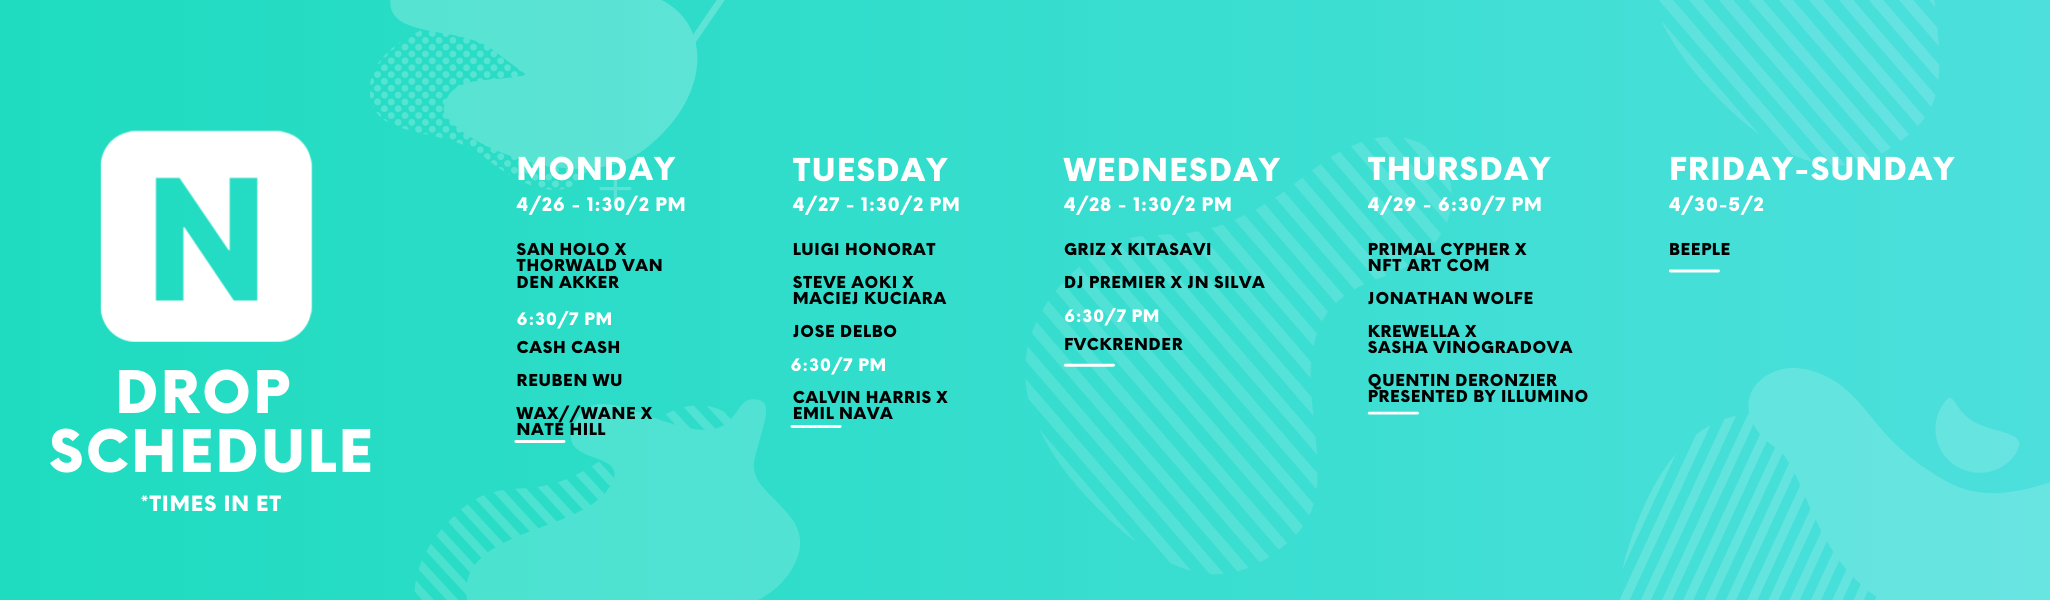 N
DROP
SCHEDULE
*TIMES IN ET
MONDAY
4/26 - 1:30/2 PM
SAN HOLO X
THORWALD VAN
DEN AKKER
6:30/7 PM
CASH CASH
REUBEN WU
WAX//WANE X
NATE HILL
TUESDAY
4/27 - 1:30/2 PM
LUIGI HONORAT
STEVE AOKI X
MACIEJ KUCIARA
JOSE DELBO
6:30/7 PM
CALVIN HARRIS X
EMIL NAVA
WEDNESDAY
4/28 - 1:30/2 PM
GRIZ X KITASAVI
DJ PREMIER X JN SILVA
6:30/7 PM
FVCKRENDER
THURSDAY
4/29 - 6:30/7 PM
PR1MAL CYPHER X
NFT ART COM
JONATHAN WOLFE
KREWELLA X
SASHA VINOGRADOVA
QUENTIN DERONZIER
PRESENTED BY ILLUMINO
FRIDAY-SUNDAY
4/30-5/2
BEEPLE